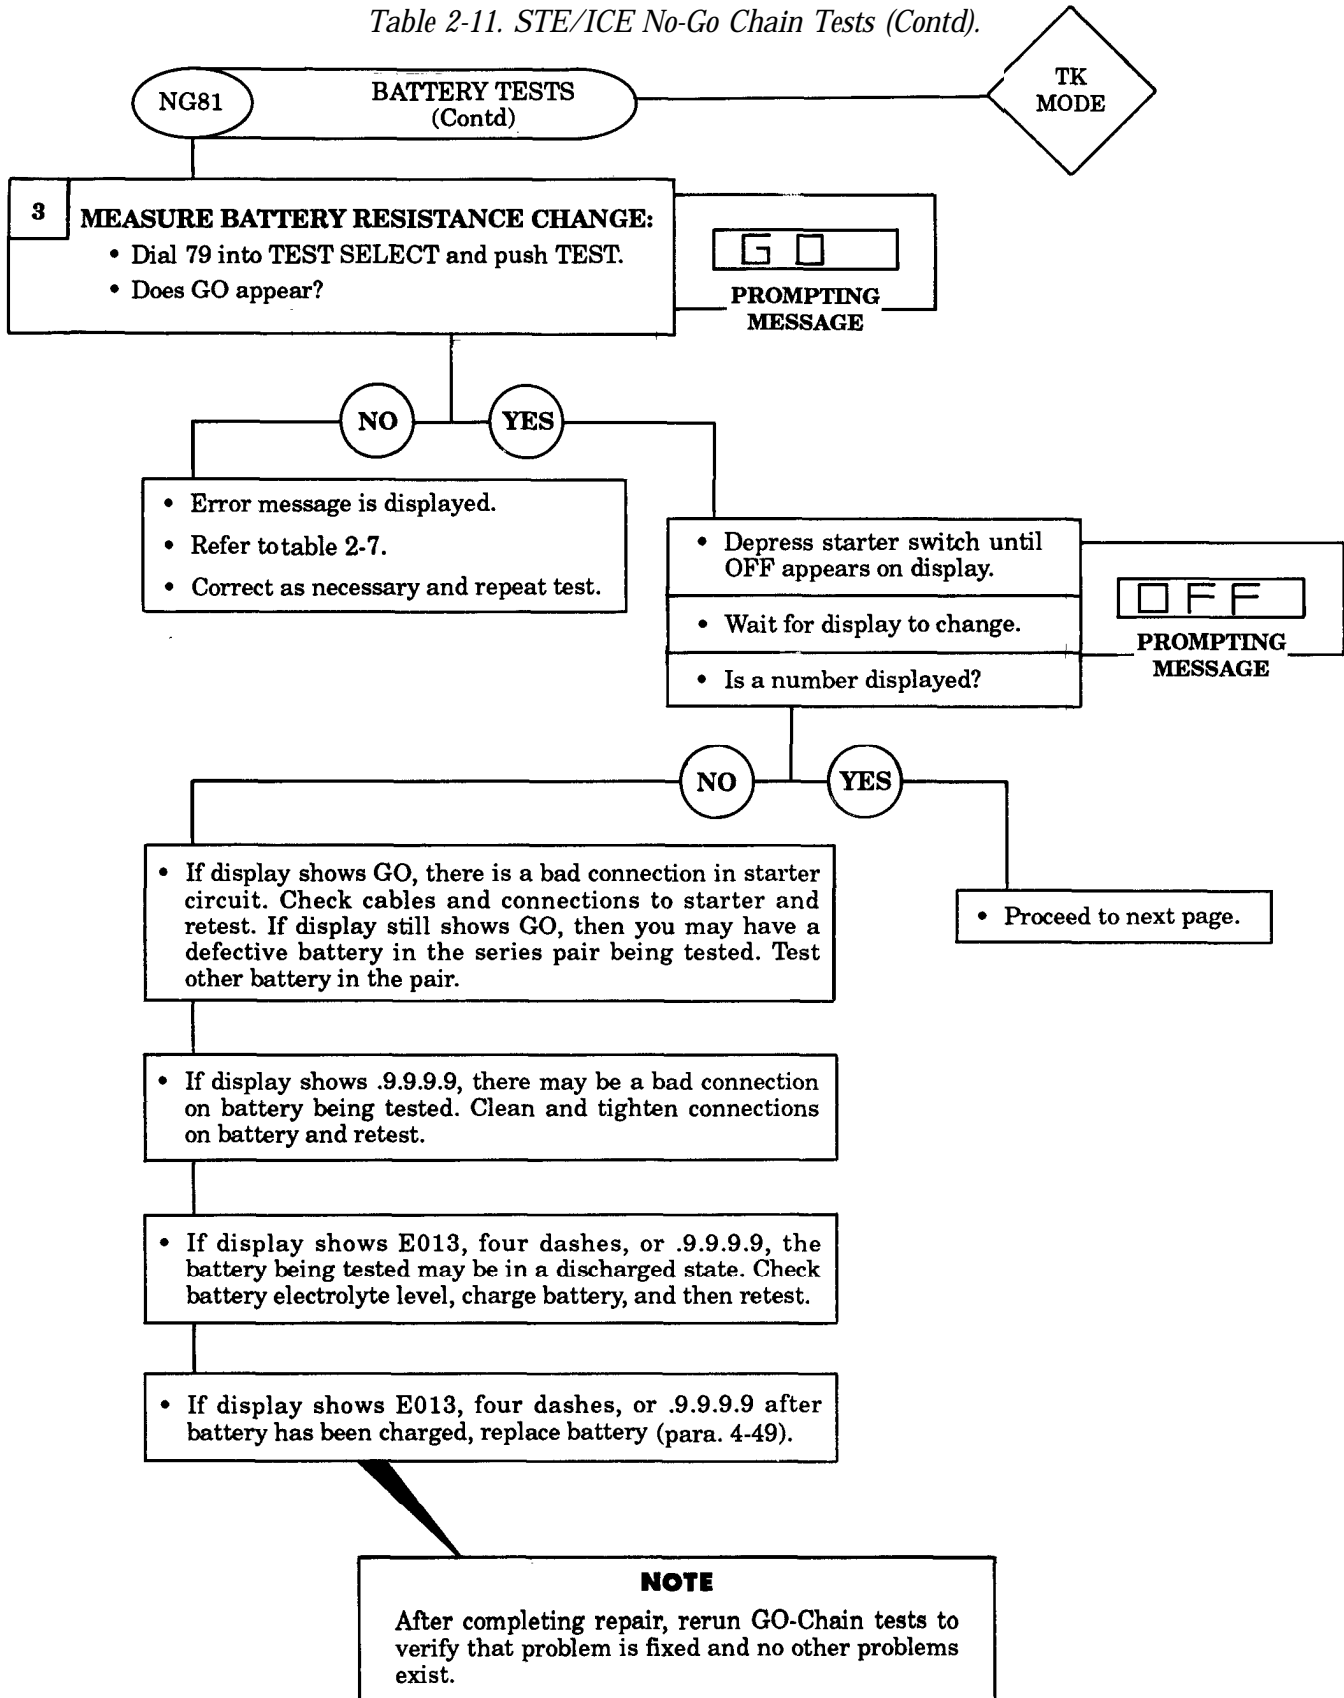 Table 2-11. STE/ICE No-Go Chain Tests (Contd).
NG81
BATTERY TESTS
(Contd)
TK
MODE
3
MEASURE BATTERY RESISTANCE CHANGE:
• Dial 79 into TEST SELECT and push TEST.
• Does GO appear?
GO
PROMPTING
MESSAGE
NO
YES
• Error message is displayed.
• Refer to table 2-7.
• Correct as necessary and repeat test.
• Depress starter switch until
OFF appears on display.
• Wait for display to change.
• Is a number displayed?
OFF
PROMPTING
MESSAGE
NO
YES
• If display shows GO, there is a bad connection in starter
circuit. Check cables and connections to starter and
retest. If display still shows GO, then you may have a
defective battery in the series pair being tested. Test
other battery in the pair.
• Proceed to next page.
• If display shows .9.9.9.9, there may be a bad connection
on battery being tested. Clean and tighten connections
on battery and retest.
• If display shows E013, four dashes, or .9.9.9.9, the
battery being tested may be in a discharged state. Check
battery electrolyte level, charge battery, and then retest.
• If display shows E013, four dashes, or .9.9.9.9 after
battery has been charged, replace battery (para. 4-49).
NOTE
After completing repair, rerun GO-Chain tests to
verify that problem is fixed and no other problems
exist.